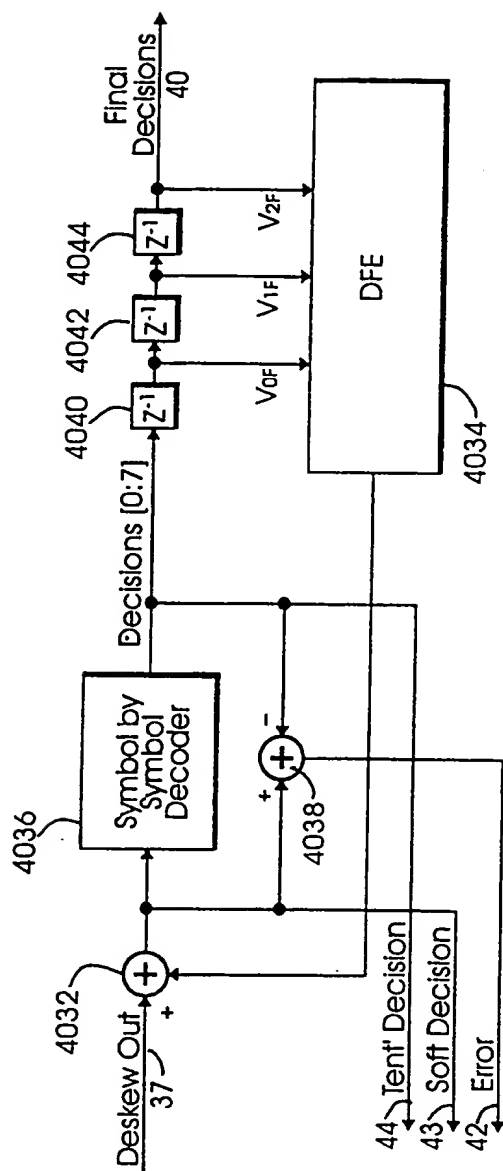 Final
Decisions
40
4044
Z-1
4042
Z-1
4040
Z-1
V2F
V1F
V0F
DFE
4034
Decisions [0:7]
4036
Symbol by
Symbol
Decoder
-
+
+
4038
4032
+
+
Deskew Out
37
44 Tent' Decision
43 Soft Decision
42 Error